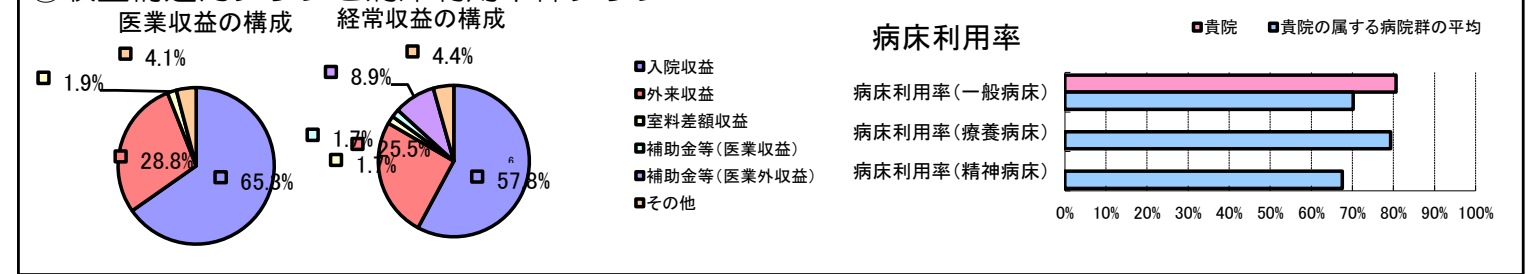 医業収益の構成
4.1%
1.9%
28.8%
65.3%
経常収益の構成
4.4%
8.9%
1.7%
1.7%
25.5%
57.8%
入院収益
外来収益
室料差額収益
補助金等(医業収益)
補助金等(医業外収益)
その他
病床利用率
貴院 貴院の属する病院群の平均
病床利用率(一般病床)
病床利用率(療養病床)
病床利用率(精神病床)
0% 10% 20% 30% 40% 50% 60% 70% 80% 90% 100%